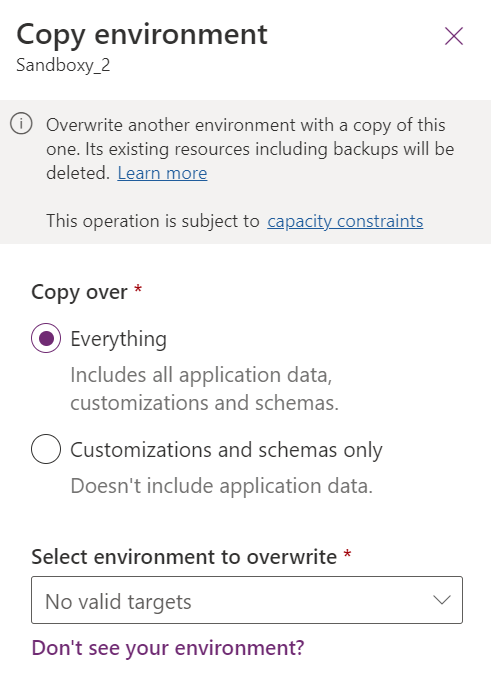 Copy environment
Sandboxy_2
Overwrite another environment with a copy of this
one. Its existing resources including backups will be
deleted. Learn more
This operation is subject to capacity constraints
Copy over *
Everything
Includes all application data,
customizations and schemas.
Customizations and schemas only
Doesn't include application data.
Select environment to overwrite *
No valid targets
Don't see your environment?